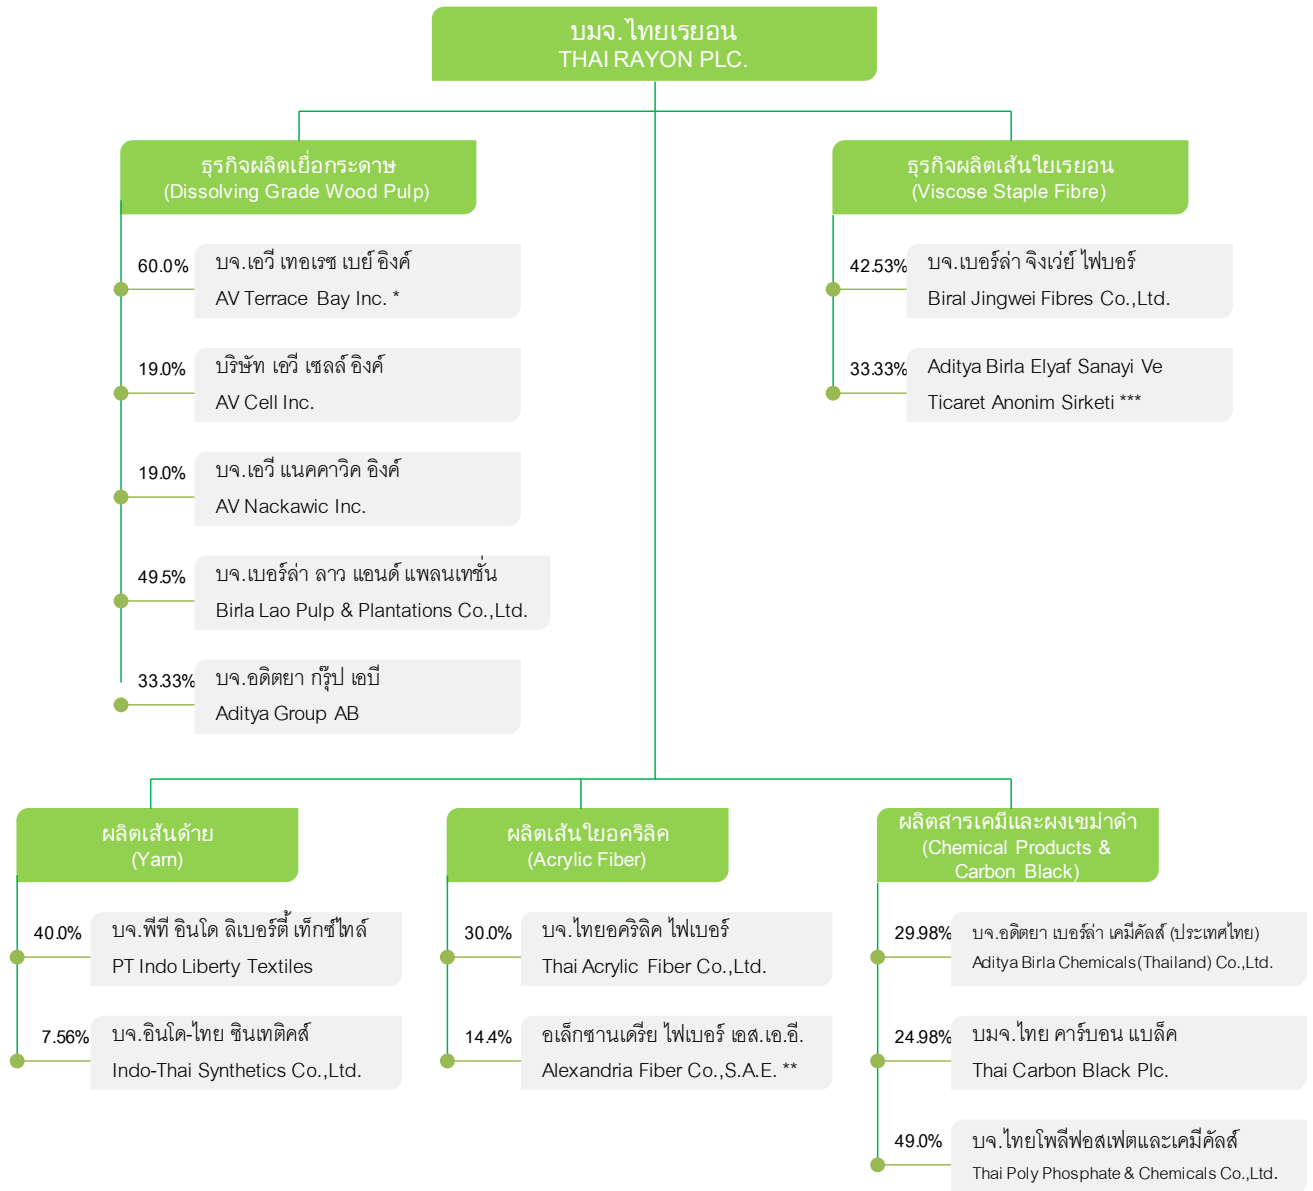 บมจ.ไทยเรยอน
THAI RAYON PLC.
ธุรกิจผลิตเยื่อกระดาษ
(Dissolving Grade Wood Pulp)
60.0%
บจ.เอวี เทอเรซ เบย์ อิงค์
AV Terrace Bay Inc. *
19.0%
บริษัท เอวี เซลล์ อิงค์
AV Cell Inc.
19.0%
บจ.เอวี แนคคาวิค อิงค์
AV Nackawic Inc.
49.5%
บจ.เบอร์ล่า ลาว แอนด์ แพลนเทชั่น
Birla Lao Pulp & Plantations Co.,Ltd.
33.33%
บจ.อดิตยา กรุ๊ป เอบี
Aditya Group AB
ธุรกิจผลิตเส้นใยเรยอน
(Viscose Staple Fibre)
42.53%
บจ.เบอร์ล่า จิงเว่ย์ ไฟเบอร์
Biral Jingwei Fibres Co.,Ltd.
33.33%
Aditya Birla Elyaf Sanayi Ve
Ticaret Anonim Sirketi ***
ผลิตเส้นด้าย
(Yarn)
40.0%
บจ.พีที อินโด ลิเบอร์ตี้ เท็กซ์ไทล์
PT Indo Liberty Textiles
7.56%
บจ.อินโด-ไทย ซินเทติคส์
Indo-Thai Synthetics Co.,Ltd.
ผลิตเส้นใยอคริลิค
(Acrylic Fiber)
30.0%
บจ.ไทยอคริลิค ไฟเบอร์
Thai Acrylic Fiber Co.,Ltd.
14.4%
อเล็กซานเดรีย ไฟเบอร์ เอส.เอ.อี.
Alexandria Fiber Co.,S.A.E. **
ผลิตสารเคมีและผงเขม่าดำ
(Chemical Products &
Carbon Black)
29.98%
บจ.อดิตยา เบอร์ล่า เคมีคัลส์ (ประเทศไทย)
Aditya Birla Chemicals(Thailand) Co.,Ltd.
24.98%
บมจ.ไทย คาร์บอน แบล็ค
Thai Carbon Black Plc.
49.0%
บจ.ไทยโพลีฟอสเฟตและเคมีคัลส์
Thai Poly Phosphate & Chemicals Co.,Ltd.